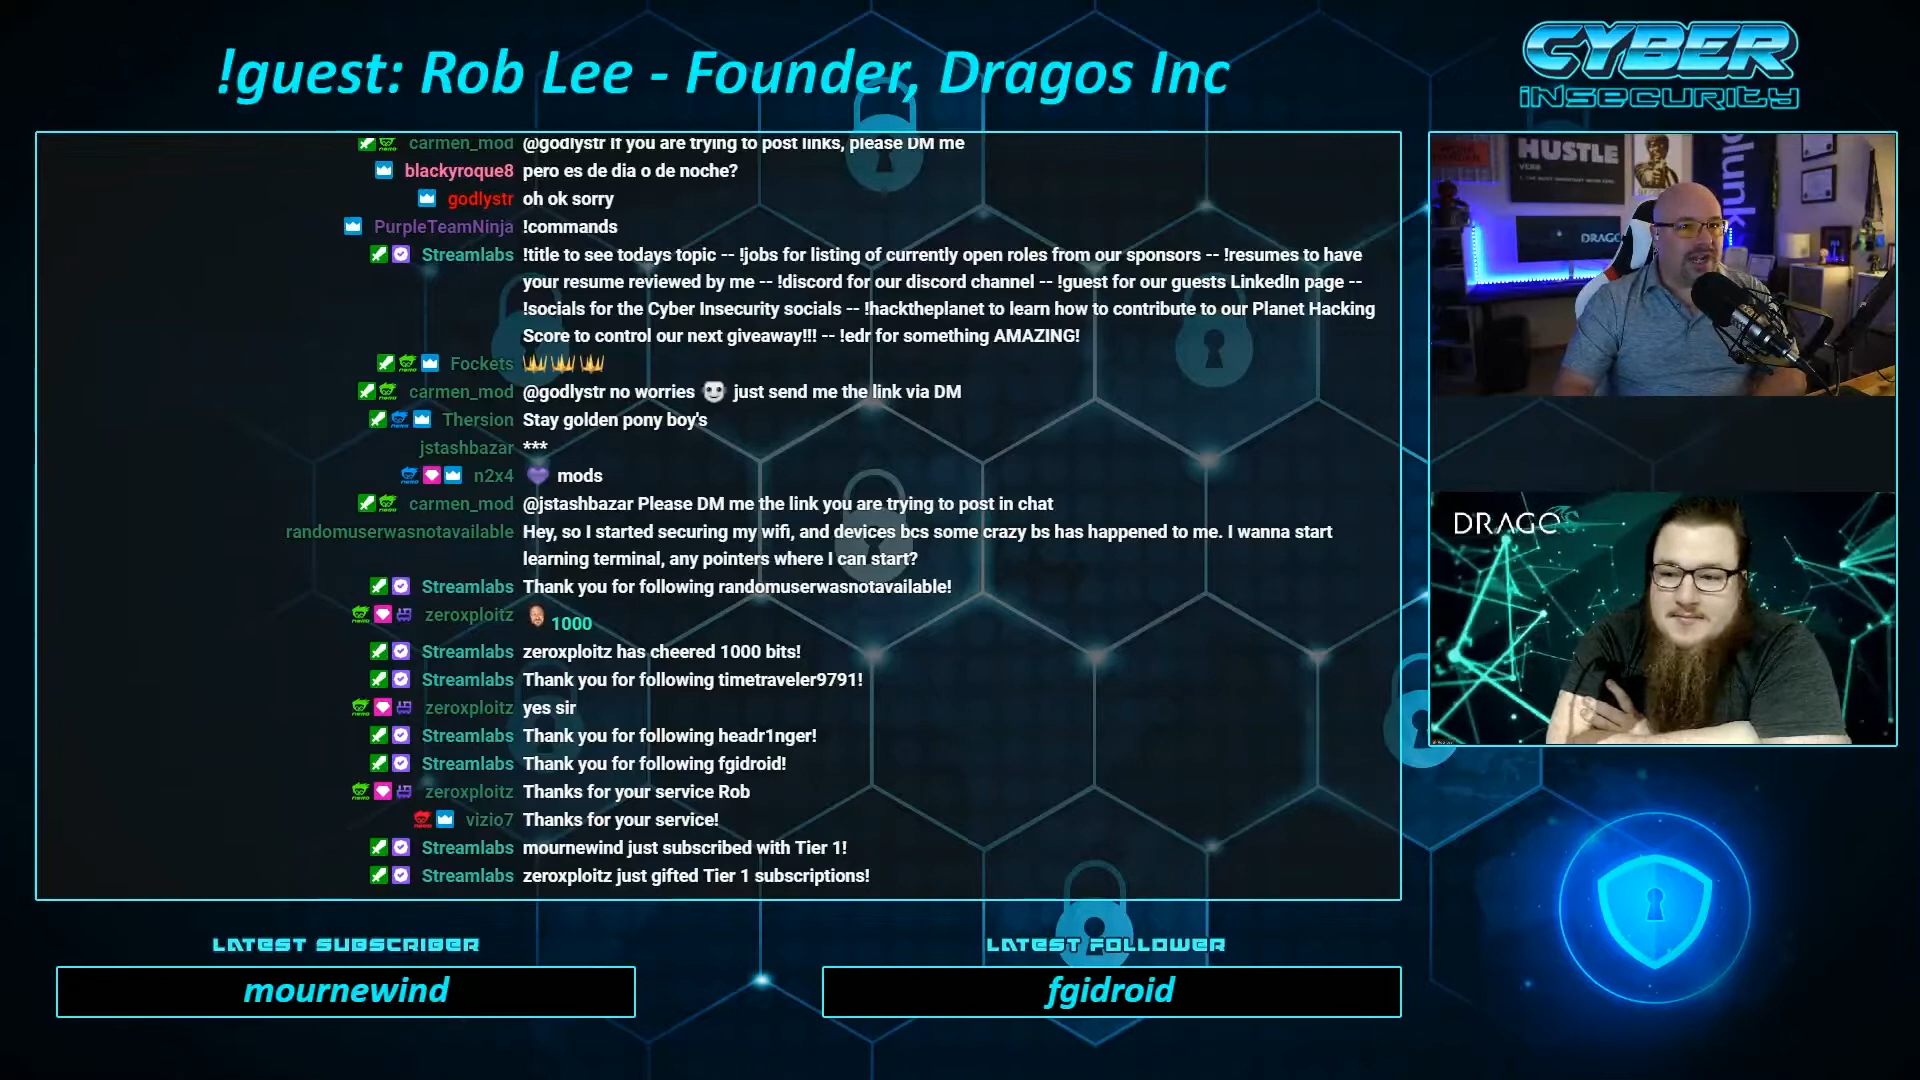 !guest: Rob Lee - Founder, Dragos Inc
CYBER
INSECURITY
carmen_mod @godlystr If you are trying to post links, please DM me
blackyroque8 pero es de dia o de noche?
godlystr oh ok sorry
PurpleTeamNinja !commands
Streamlabs !title to see todays topic -- !jobs for listing of currently open roles from our sponsors -- !resumes to have
your resume reviewed by me -- !discord for our discord channel -- !guest for our guests LinkedIn page --
!socials for the Cyber Insecurity socials -- !hacktheplanet to learn how to contribute to our Planet Hacking
Score to control our next giveaway!!! -- !edr for something AMAZING!
Fockets
carmen_mod @godlystr no worries just send me the link via DM
Thersion Stay golden pony boy's
jstashbazar ***
n2x4 mods
carmen_mod @jstashbazar Please DM me the link you are trying to post in chat
randomuserwasnotavailable Hey, so I started securing my wifi, and devices bcs some crazy bs has happened to me. I wanna start
learning terminal, any pointers where I can start?
Streamlabs Thank you for following randomuserwasnotavailable!
zeroxploitz 1000
Streamlabs zeroxploitz has cheered 1000 bits!
Streamlabs Thank you for following timetraveler9791!
zeroxploitz yes sir
Streamlabs Thank you for following headr1nger!
Streamlabs Thank you for following fgidroid!
zeroxploitz Thanks for your service Rob
vizio7 Thanks for your service!
Streamlabs mournewind just subscribed with Tier 1!
Streamlabs zeroxploitz just gifted Tier 1 subscriptions!
HUSTLE
VERB
plunk
DRAGO
DRAGOS
LATEST SUBSCRIBER
mournewind
LATEST FOLLOWER
fgidroid